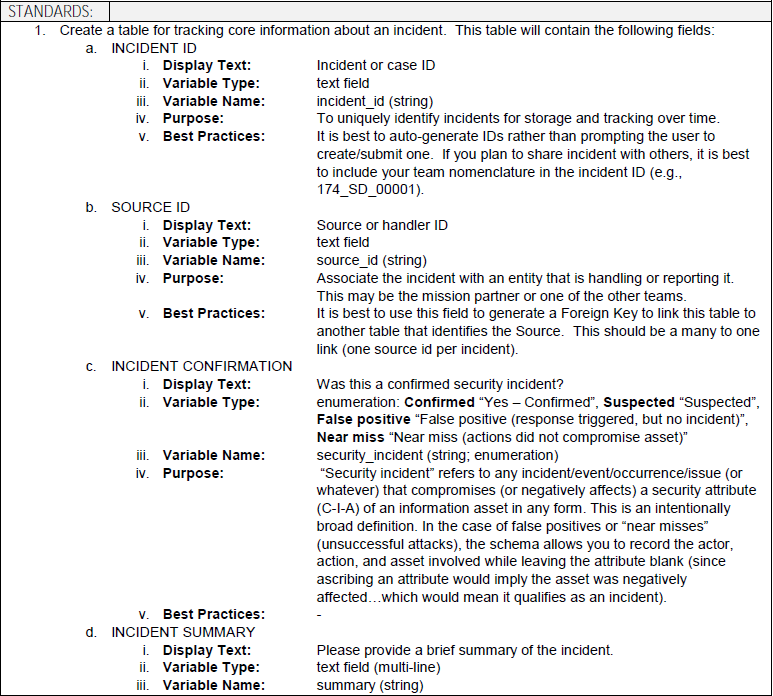 STANDARDS:
1. Create a table for tracking core information about an incident. This table will contain the following fields:
a. INCIDENT ID
i. Display Text: Incident or case ID
ii. Variable Type: text field
iii. Variable Name: incident_id (string)
iv. Purpose: To uniquely identify incidents for storage and tracking over time.
v. Best Practices: It is best to auto-generate IDs rather than prompting the user to
create/submit one. If you plan to share incident with others, it is best
to include your team nomenclature in the incident ID (e.g.,
174_SD_00001).
b. SOURCE ID
i. Display Text: Source or handler ID
ii. Variable Type: text field
iii. Variable Name: source_id (string)
iv. Purpose: Associate the incident with an entity that is handling or reporting it.
This may be the mission partner or one of the other teams.
v. Best Practices: It is best to use this field to generate a Foreign Key to link this table to
another table that identifies the Source. This should be a many to one
link (one source id per incident).
c. INCIDENT CONFIRMATION
i. Display Text: Was this a confirmed security incident?
ii. Variable Type: enumeration: Confirmed “Yes – Confirmed”, Suspected “Suspected”,
False positive “False positive (response triggered, but no incident)”,
Near miss “Near miss (actions did not compromise asset)”
iii. Variable Name: security_incident (string; enumeration)
iv. Purpose: “Security incident” refers to any incident/event/occurrence/issue (or
whatever) that compromises (or negatively affects) a security attribute
(C-I-A) of an information asset in any form. This is an intentionally
broad definition. In the case of false positives or “near misses”
(unsuccessful attacks), the schema allows you to record the actor,
action, and asset involved while leaving the attribute blank (since
ascribing an attribute would imply the asset was negatively
affected…which would mean it qualifies as an incident).
v. Best Practices: -
d. INCIDENT SUMMARY
i. Display Text: Please provide a brief summary of the incident.
ii. Variable Type: text field (multi-line)
iii. Variable Name: summary (string)